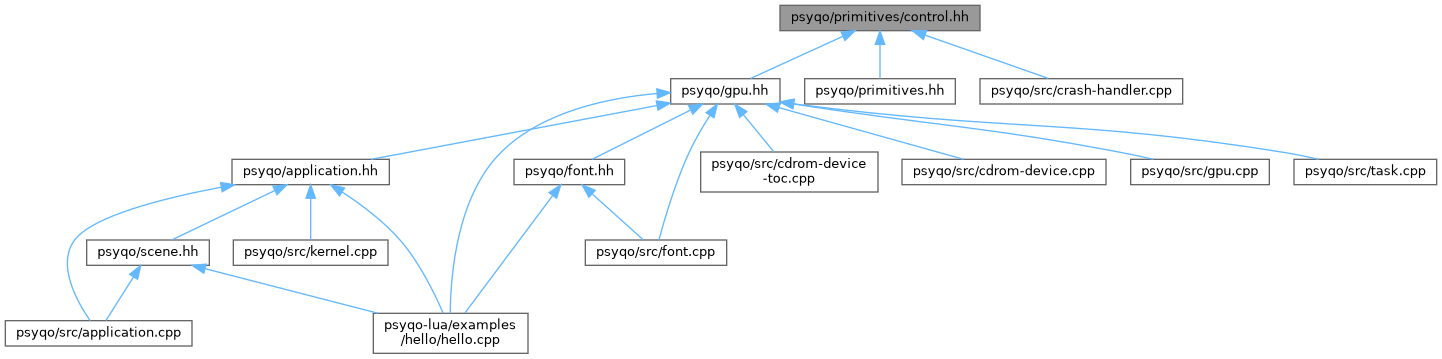 psyqo/primitives/control.hh
psyqo/gpu.hh
psyqo/primitives.hh
psyqo/src/crash-handler.cpp
psyqo/application.hh
psyqo/font.hh
psyqo/src/cdrom-device
-toc.cpp
psyqo/src/cdrom-device.cpp
psyqo/src/gpu.cpp
psyqo/src/task.cpp
psyqo/scene.hh
psyqo/src/kernel.cpp
psyqo/src/font.cpp
psyqo/src/application.cpp
psyqo-lua/examples
/hello/hello.cpp